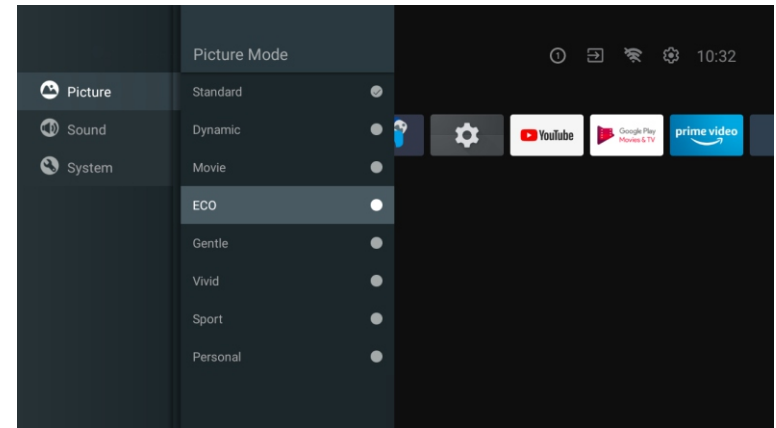 Picture Mode
1
10:32
Picture
Sound
System
Standard
Dynamic
Movie
ECO
Gentle
Vivid
Sport
Personal
YouTube
Google Play
Movies & TV
prime video